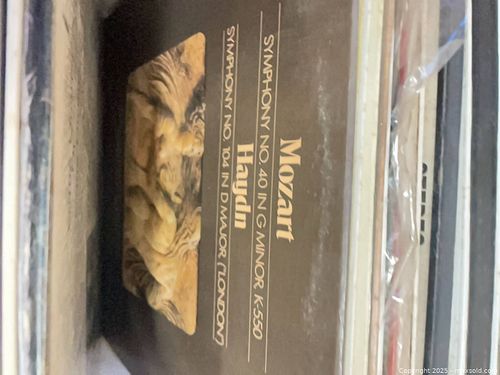 Mozart
SYMPHONY NO. 40 IN G MINOR, K-550
Haydn
SYMPHONY NO. 104 IN D MAJOR, ("LONDON")
Copyright 2025 - maxsold.com